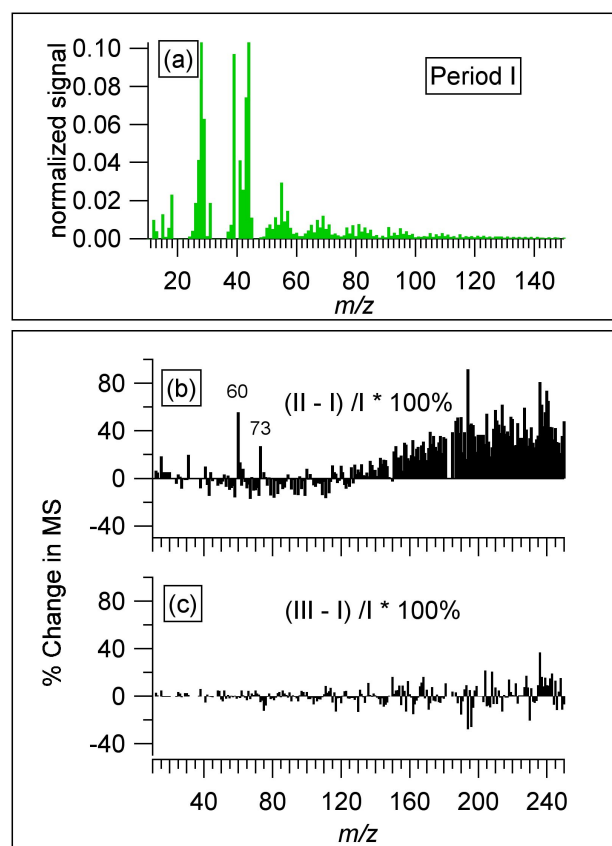 (a)
Period I
normalized signal
0.10
0.08
0.06
0.04
0.02
0.00
20 40 60 80 100 120 140
m/z
% Change in MS
(b)
60
73
(II - I) /I * 100%
80
40
0
-40
(c)
(III - I) /I * 100%
80
40
0
-40
40 80 120 160 200 240
m/z